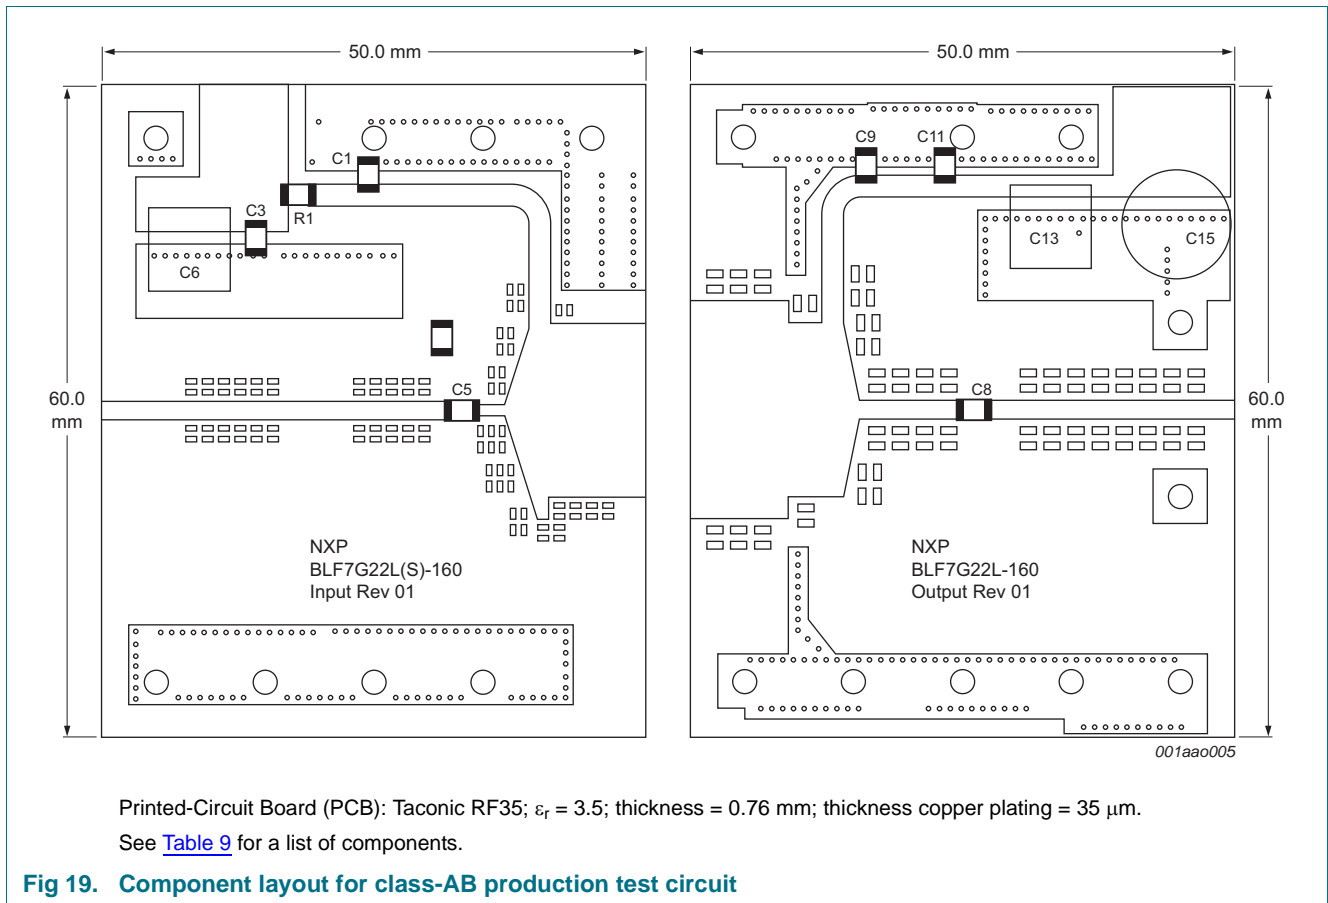 50.0 mm
50.0 mm
C1
C9
C11
C3
R1
C6
C13
C15
60.0
mm
C5
C8
60.0
mm
NXP
BLF7G22L(S)-160
Input Rev 01
NXP
BLF7G22L-160
Output Rev 01
001aao005
Printed-Circuit Board (PCB): Taconic RF35; εr = 3.5; thickness = 0.76 mm; thickness copper plating = 35 μm.
See Table 9 for a list of components.
Fig 19. Component layout for class-AB production test circuit